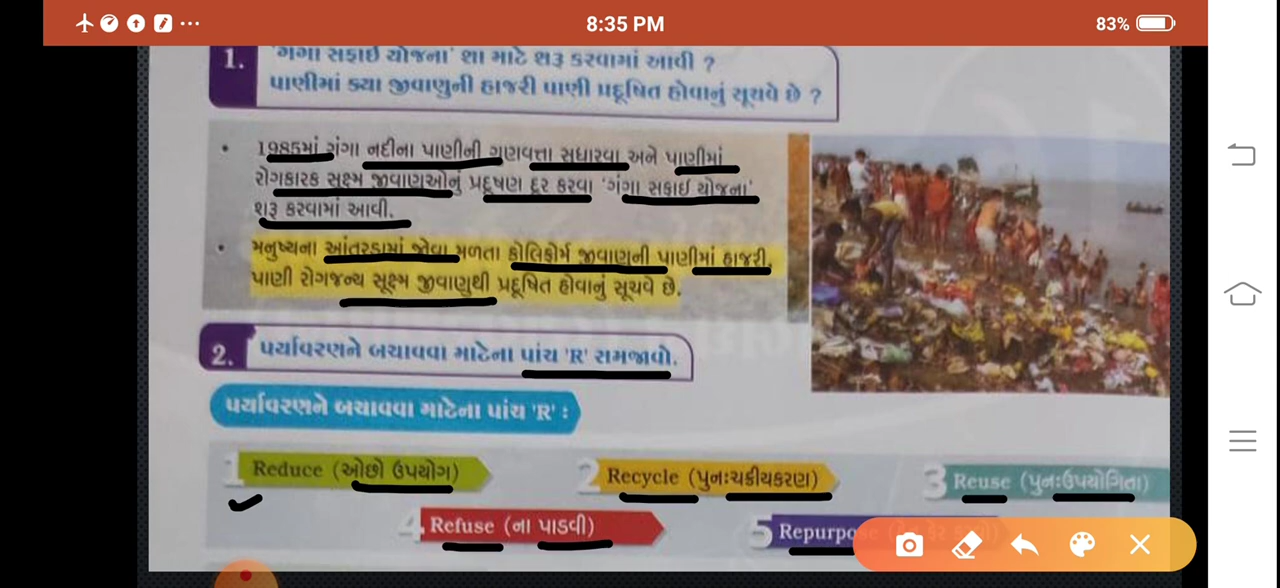 8:35 PM
83%
1. 'ગંગા સફાઈ યોજના' શા માટે શરૂ કરવામાં આવી ?
પાણીમાં ક્યા જીવાણુની હાજરી પાણી પ્રદૂષિત હોવાનું સૂચવે છે ?
• 1985માં ગંગા નદીના પાણીની ગુણવત્તા સુધારવા અને પાણીમાં
રોગકારક સૂક્ષ્મ જીવાણુઓનું પ્રદૂષણ દૂર કરવા 'ગંગા સફાઈ યોજના'
શરૂ કરવામાં આવી.
• મનુષ્યના આંતરડામાં જોવા મળતા કોલિફોર્મ જીવાણુની પાણીમાં હાજરી,
પાણી રોગજન્ય સૂક્ષ્મ જીવાણુથી પ્રદૂષિત હોવાનું સૂચવે છે.
2. પર્યાવરણને બચાવવા માટેના પાંચ 'R' સમજાવો.
પર્યાવરણને બચાવવા માટેના પાંચ 'R' :
1 Reduce (ઓછો ઉપયોગ) 2 Recycle (પુનઃચક્રીયકરણ) 3 Reuse (પુનઃઉપયોગિતા)
4 Refuse (ના પાડવી) 5